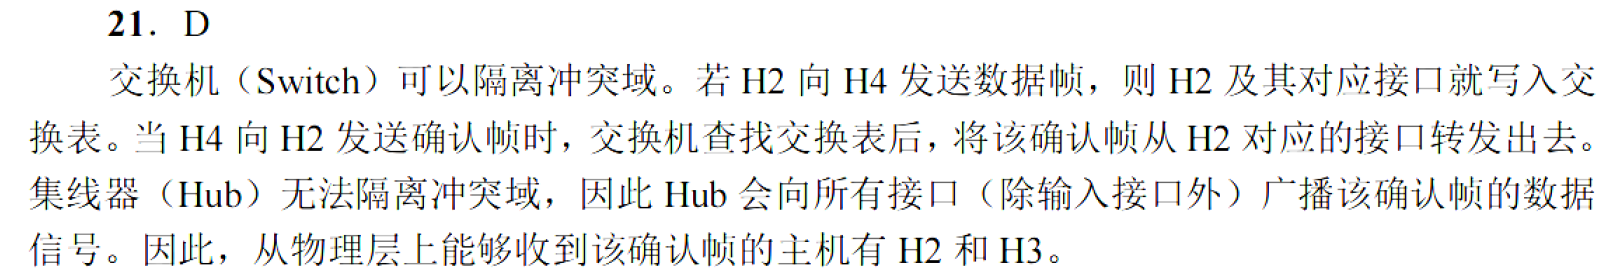 21． D
交换机（Switch）可以隔离冲突域。若 H2 向 H4 发送数据帧，则 H2 及其对应接口就写入交
换表。当 H4 向 H2 发送确认帧时，交换机查找交换表后，将该确认帧从 H2 对应的接口转发出去。
集线器（Hub）无法隔离冲突域，因此 Hub 会向所有接口（除输入接口外）广播该确认帧的数据
信号。因此，从物理层上能够收到该确认帧的主机有 H2 和 H3。